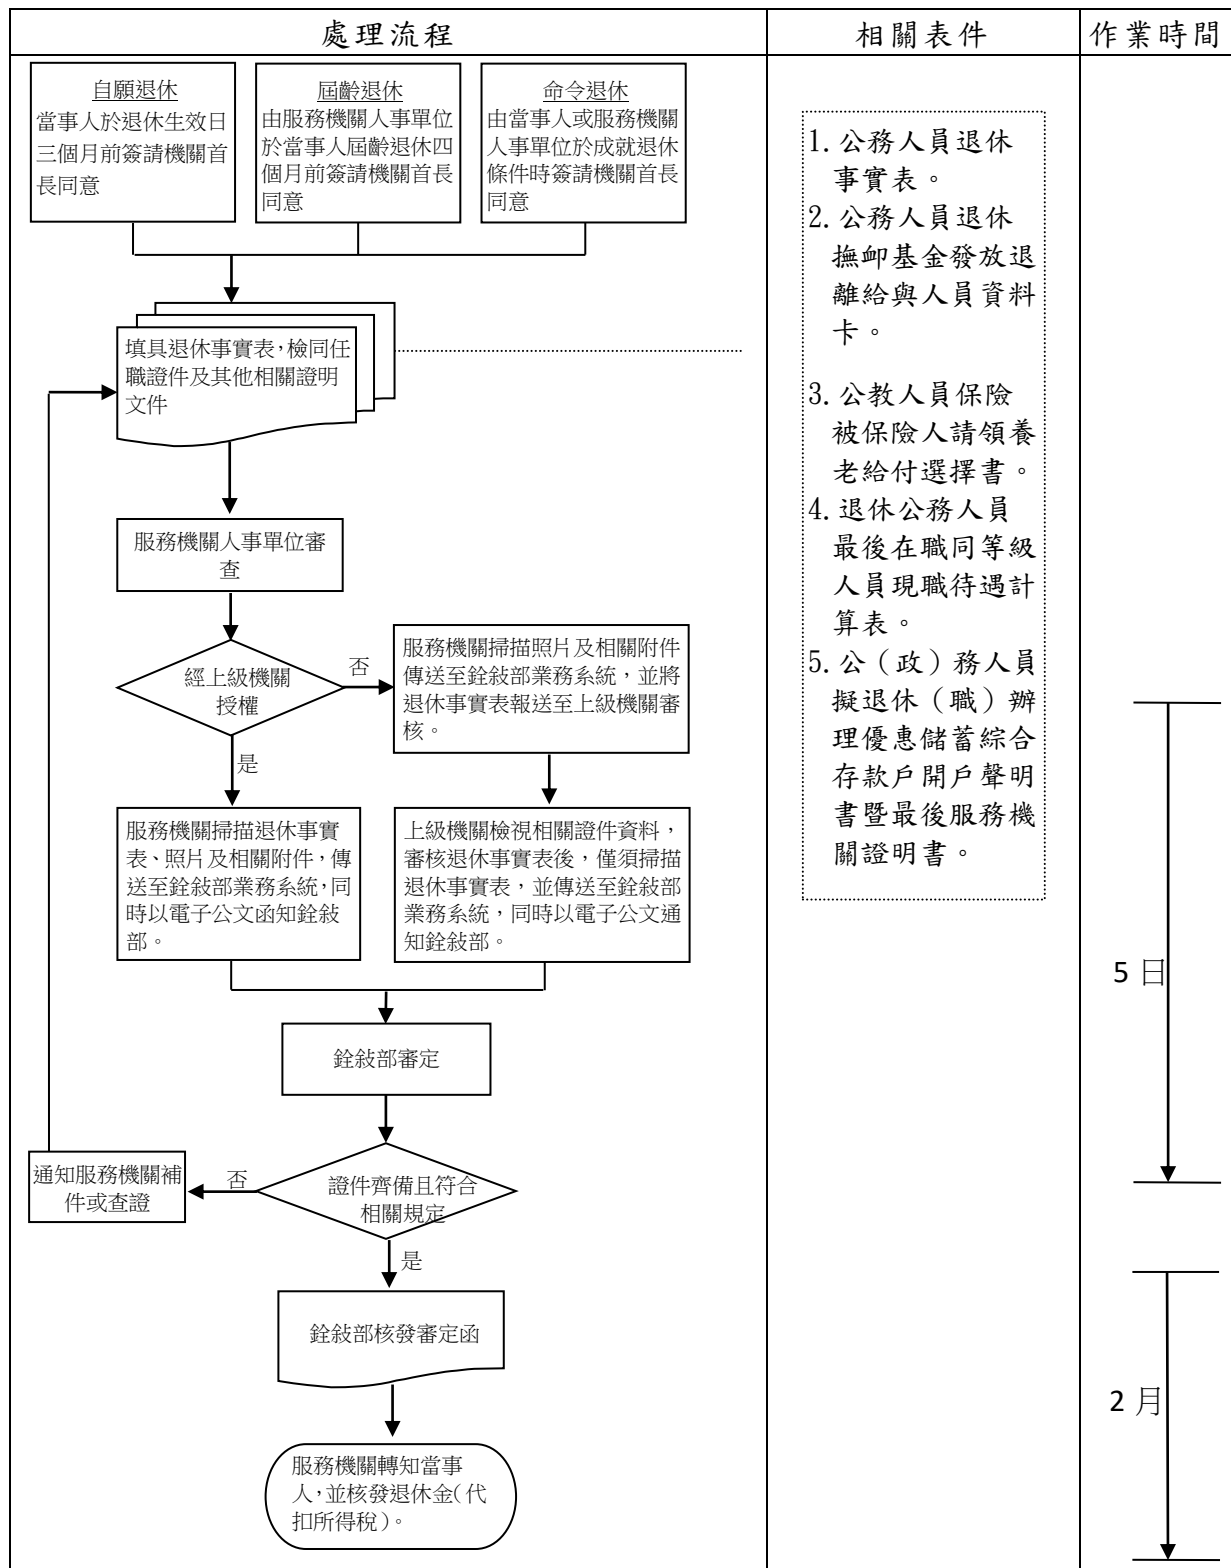 處理流程
相關表件
作業時間
自願退休
當事人於退休生效日
三個月前簽請機關首
長同意
屆齡退休
由服務機關人事單位
於當事人屆齡退休四
個月前簽請機關首長
同意
命令退休
由當事人或服務機關
人事單位於成就退休
條件時簽請機關首長
同意
填具退休事實表，檢同任
職證件及其他相關證明
文件
服務機關人事單位審
查
經上級機關
授權
否
是
服務機關掃描照片及相關附件
傳送至銓敍部業務系統，並將
退休事實表報送至上級機關審
核。
服務機關掃描退休事實
表、照片及相關附件，傳
送至銓敍部業務系統，同
時以電子公文函知銓敍
部。
上級機關檢視相關證件資料，
審核退休事實表後，僅須掃描
退休事實表，並傳送至銓敍部
業務系統，同時以電子公文通
知銓敍部。
銓敍部審定
證件齊備且符合
相關規定
否
通知服務機關補
件或查證
是
銓敍部核發審定函
服務機關轉知當事
人，並核發退休金（代
扣所得稅）。
1. 公務人員退休
事實表。
2. 公務人員退休
撫卹基金發放退
離給與人員資料
卡。
3. 公教人員保險
被保險人請領養
老給付選擇書。
4. 退休公務人員
最後在職同等級
人員現職待遇計
算表。
5. 公（政）務人員
擬退休（職）辦
理優惠儲蓄綜合
存款戶開戶聲明
書暨最後服務機
關證明書。
5 日
2 月